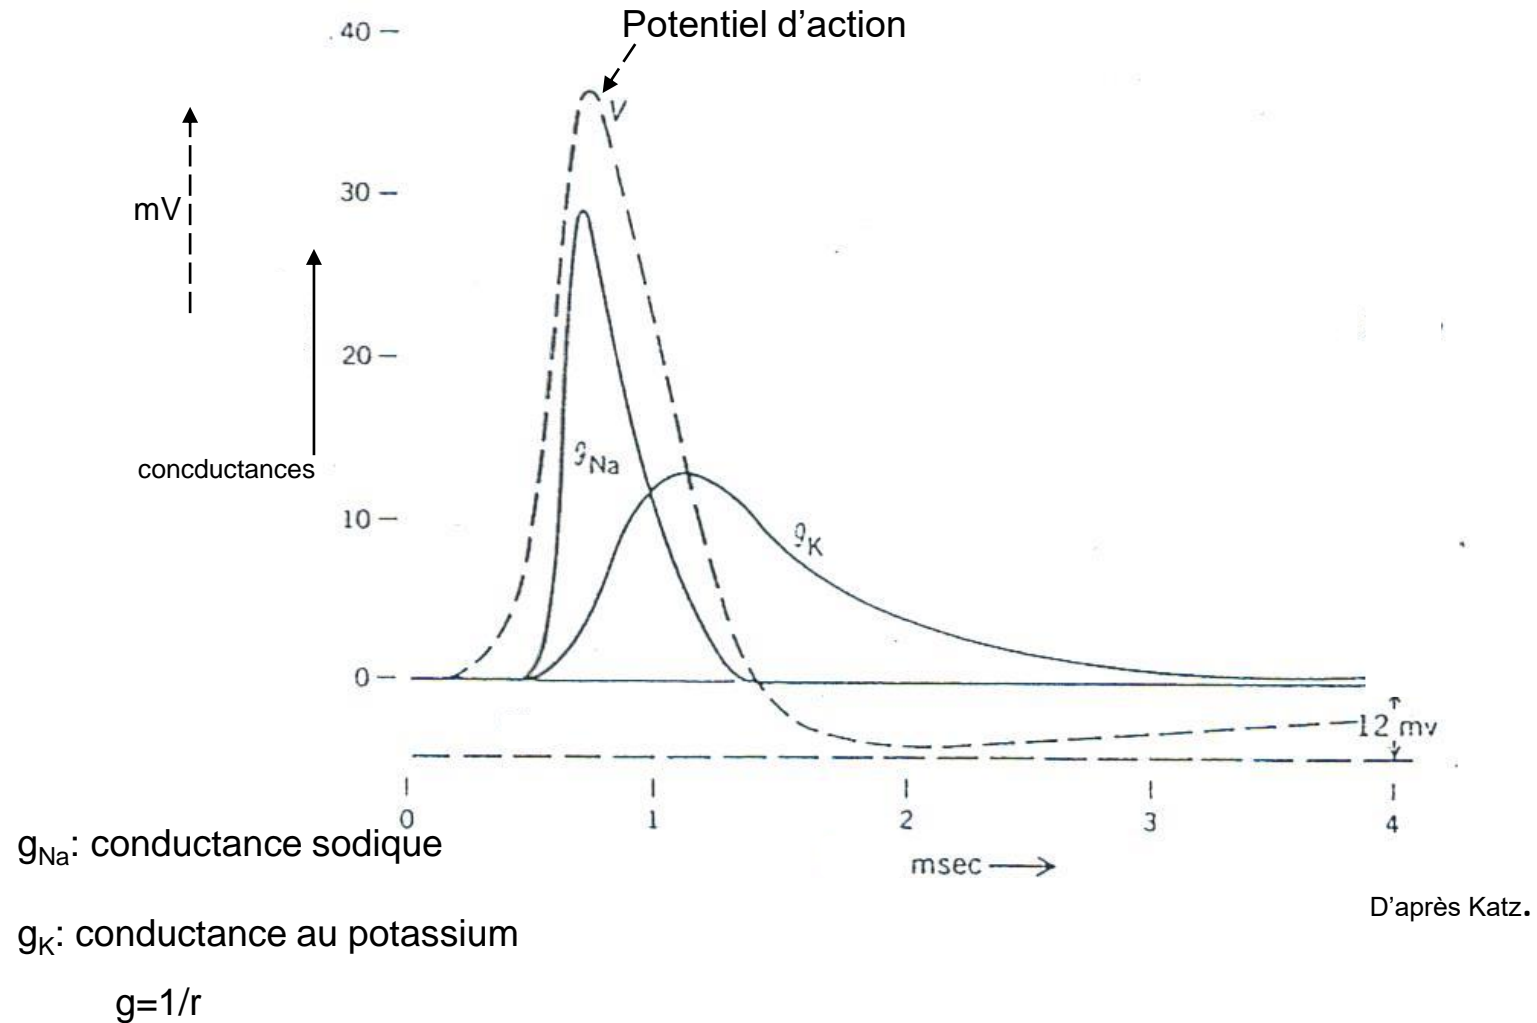 Potentiel d’action
40
V
mV
30
20
gNa
concductances
10
gK
0
12 mv
0 1 2 3 4
msec
gNa: conductance sodique
D’après Katz.
gK: conductance au potassium
g=1/r